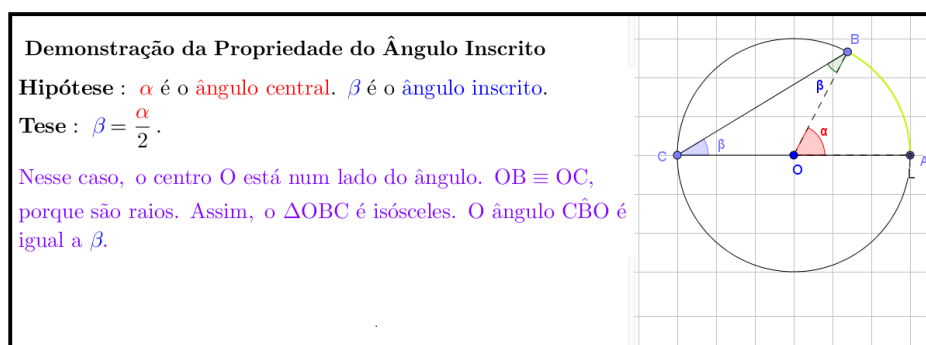 Demonstração da Propriedade do Ângulo Inscrito
Hipótese : α é o ângulo central. β é o ângulo inscrito.
Tese : β = α/2 .
Nesse caso, o centro O está num lado do ângulo. OB ≡ OC,
porque são raios. Assim, o ΔOBC é isósceles. O ângulo CB̂O é
igual a β.
B
β
α
C
β
O
A